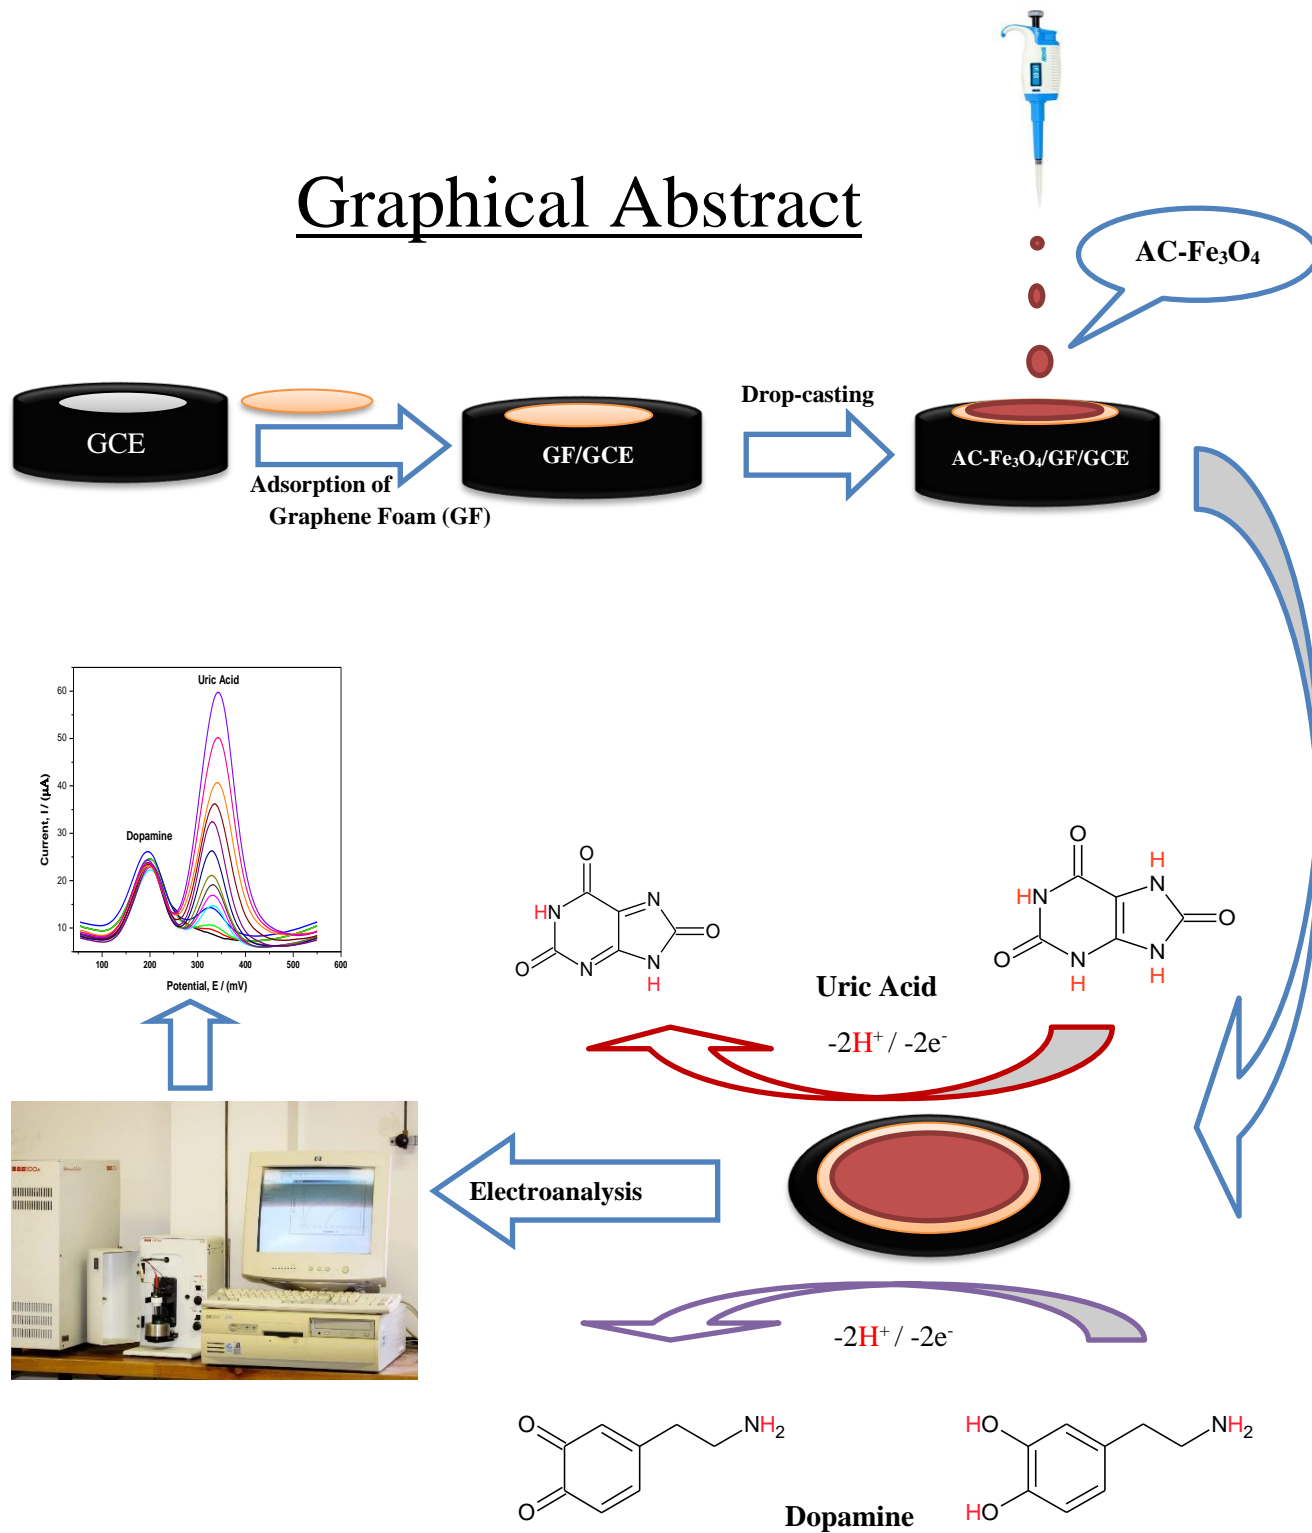 Graphical Abstract
AC-Fe₃O₄
Drop-casting
GCE
GF/GCE
AC-Fe₃O₄/GF/GCE
Adsorption of
Graphene Foam (GF)
Uric Acid
Dopamine
Current, I / (μA)
60
50
40
30
20
10
100 200 300 400 500 600
Potential, E / (mV)
O
N
HN
O
O
N
N
H
O
H
N
HN
O
O
N
H
N
H
Uric Acid
-2H⁺ / -2e⁻
Electroanalysis
hp
-2H⁺ / -2e⁻
O
O
NH₂
HO
HO
NH₂
Dopamine